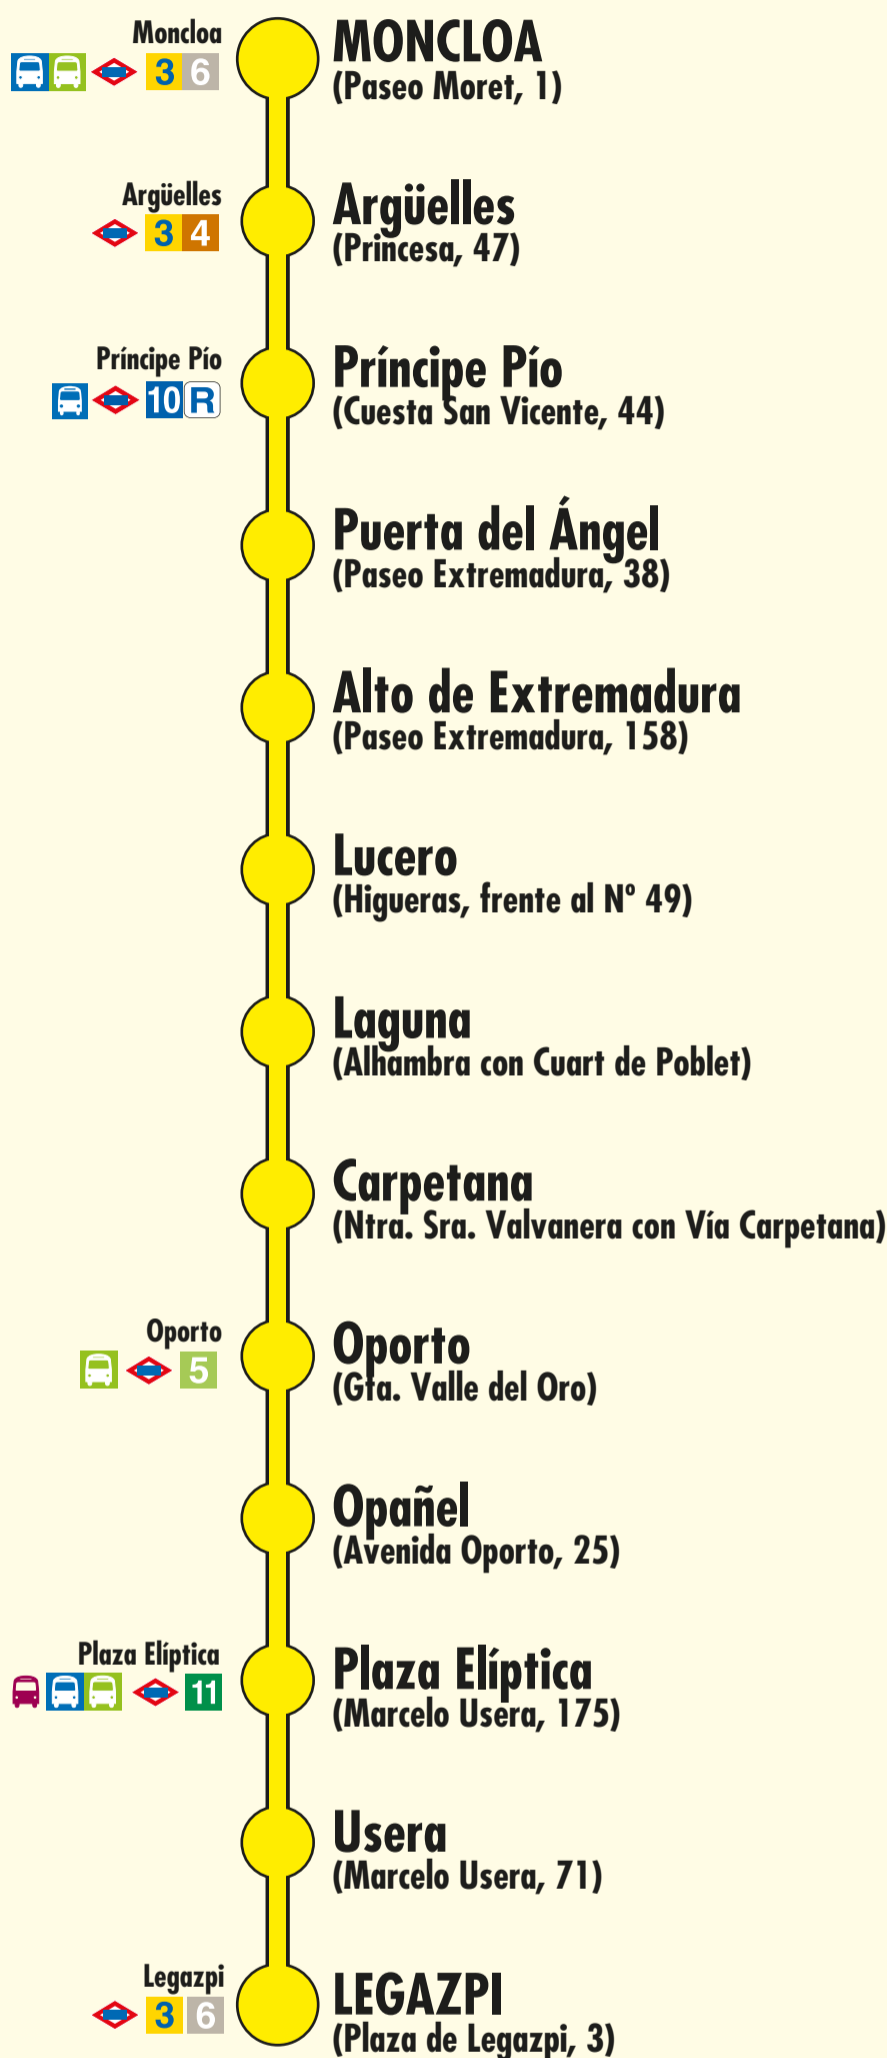 Moncloa
3 6
MONCLOA
(Paseo Moret, 1)
Argüelles
3 4
Argüelles
(Princesa, 47)
Príncipe Pío
10 R
Príncipe Pío
(Cuesta San Vicente, 44)
Puerta del Ángel
(Paseo Extremadura, 38)
Alto de Extremadura
(Paseo Extremadura, 158)
Lucero
(Higueras, frente al Nº 49)
Laguna
(Alhambra con Cuart de Poblet)
Carpetana
(Ntra. Sra. Valvanera con Vía Carpetana)
Oporto
5
Oporto
(Gta. Valle del Oro)
Opañel
(Avenida Oporto, 25)
Plaza Elíptica
11
Plaza Elíptica
(Marcelo Usera, 175)
Usera
(Marcelo Usera, 71)
Legazpi
3 6
LEGAZPI
(Plaza de Legazpi, 3)